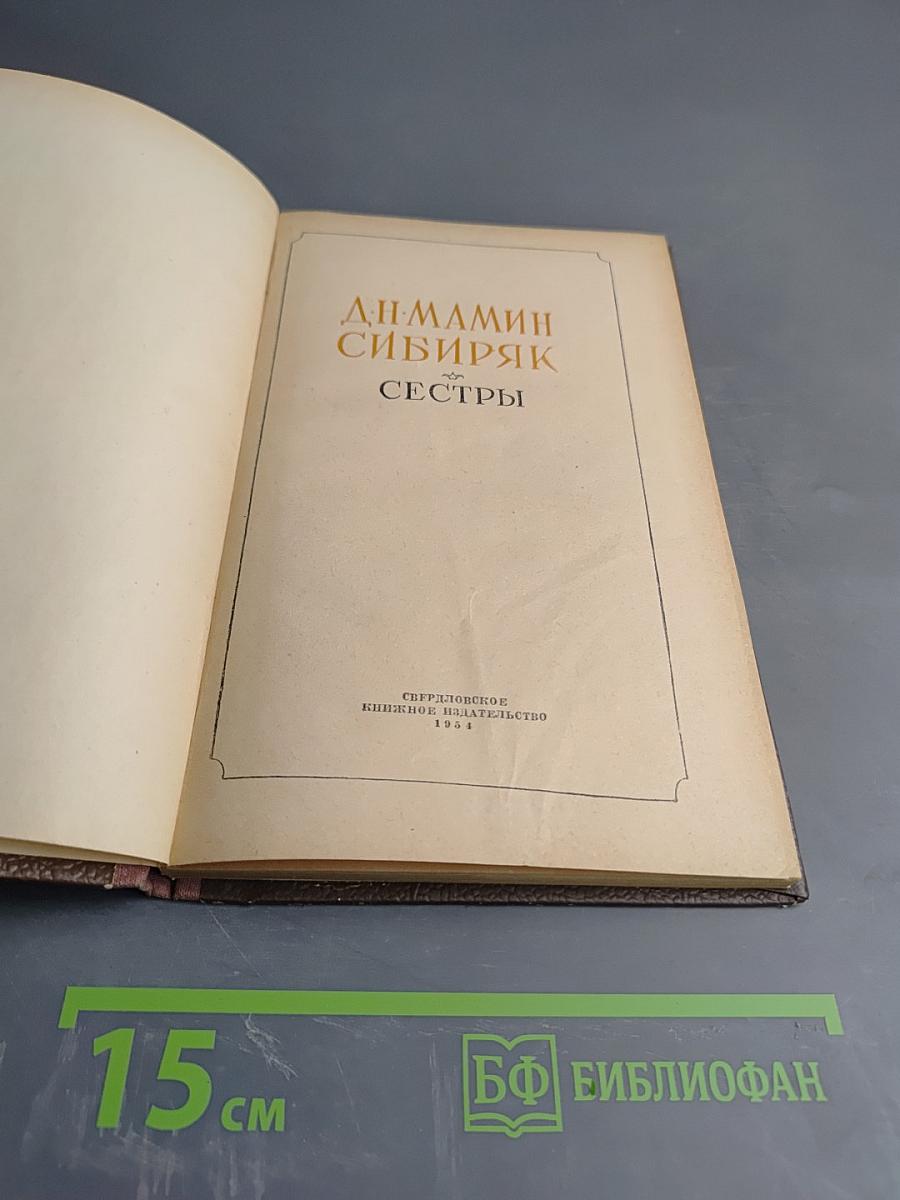 Д·Н·МАМИН
СИБИРЯК
СЕСТРЫ
СВЕРДЛОВСКОЕ
КНИЖНОЕ ИЗДАТЕЛЬСТВО
1954
15 см
БФ БИБЛИОФАН